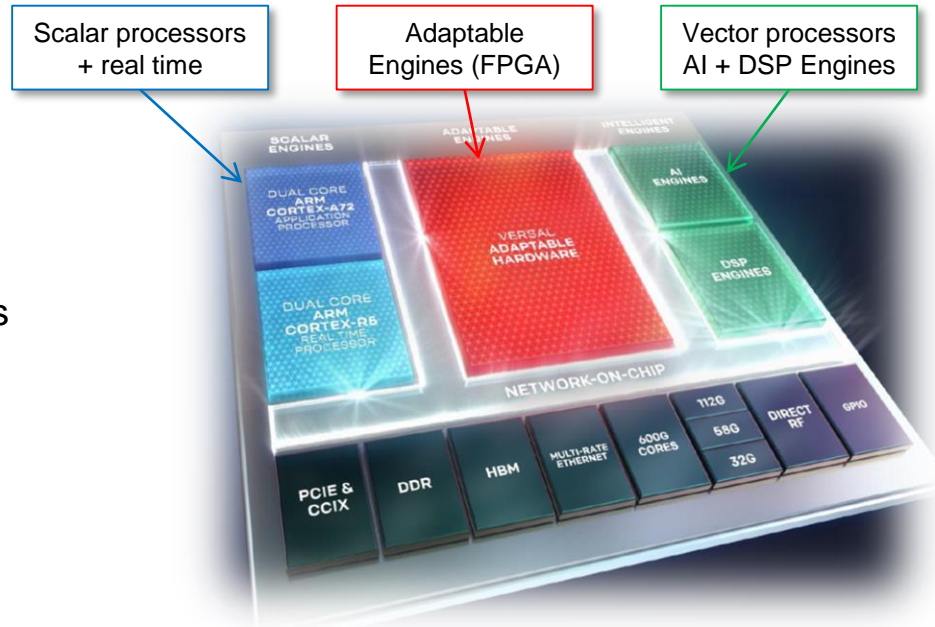 Scalar processors
+ real time
Adaptable
Engines (FPGA)
Vector processors
AI + DSP Engines
SCALAR
ENGINES
ADAPTABLE
ENGINES
INTELLIGENT
ENGINES
DUAL CORE
ARM
CORTEX-A72
APPLICATION
PROCESSOR
VERSAL
ADAPTABLE
HARDWARE
AI
ENGINES
DSP
ENGINES
s
DUAL CORE
ARM
CORTEX-R5
REAL TIME
PROCESSOR
NETWORK-ON-CHIP
PCIE &
CCIX
DDR
HBM
MULTI-RATE
ETHERNET
600G
CORES
112G
58G
32G
DIRECT
RF
GPIO